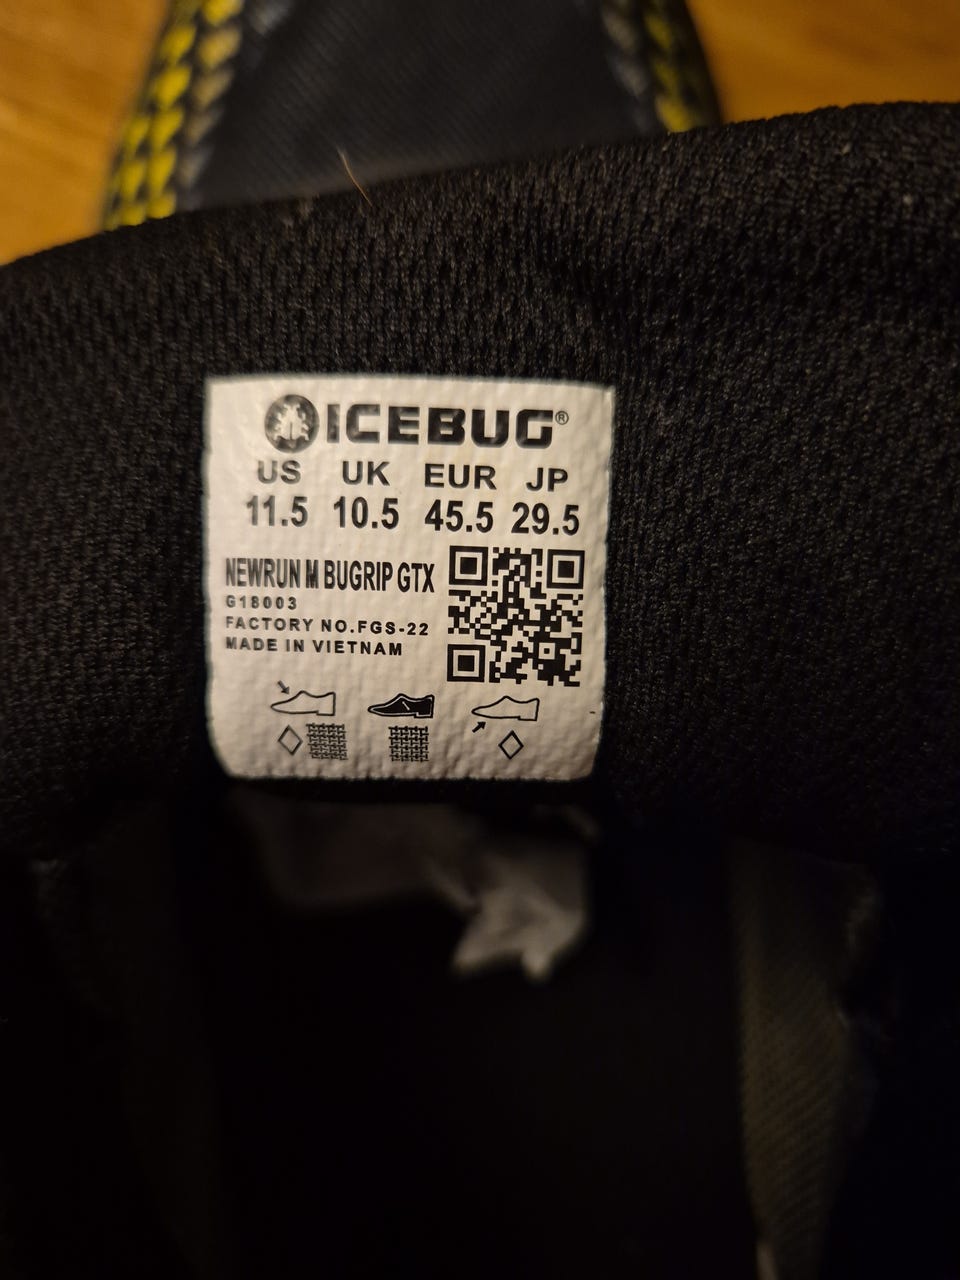 ICEBUG®
US UK EUR JP
11.5 10.5 45.5 29.5
NEWRUN M BUGRIP GTX
G18003
FACTORY NO.FGS-22
MADE IN VIETNAM